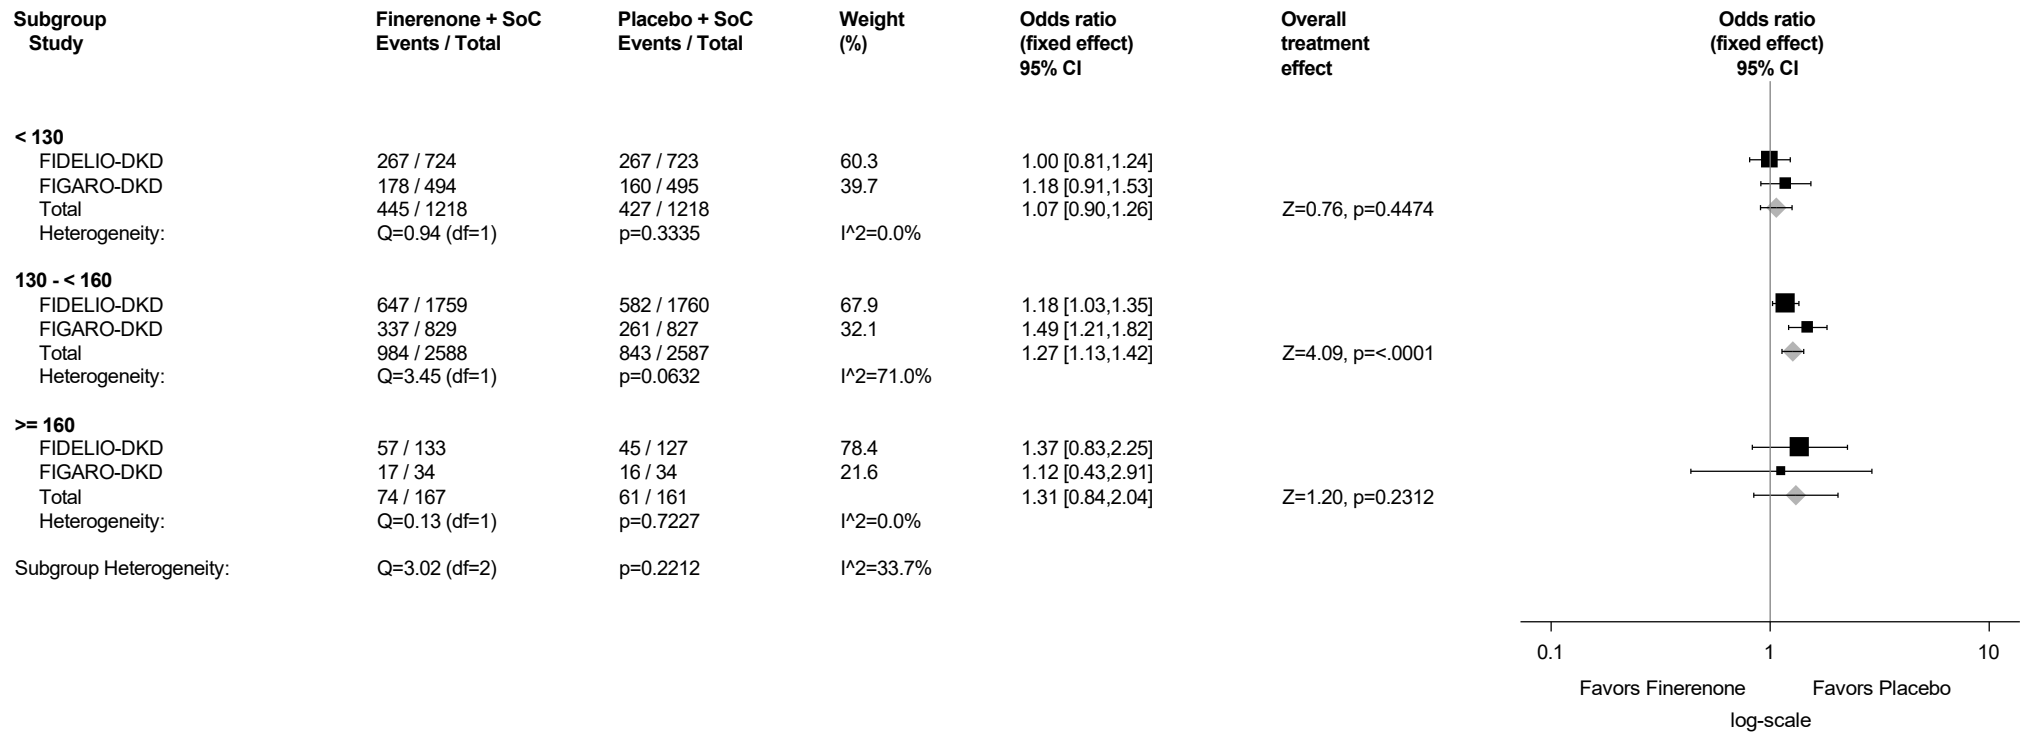 Subgroup Finerenone + SoC Placebo + SoC Weight Odds ratio Overall Odds ratio
Study Events / Total Events / Total (%) (fixed effect) treatment (fixed effect)
95% CI effect 95% CI
< 130
FIDELIO-DKD 267 / 724 267 / 723 60.3 1.00 [0.81,1.24]
FIGARO-DKD 178 / 494 160 / 495 39.7 1.18 [0.91,1.53]
Total 445 / 1218 427 / 1218 1.07 [0.90,1.26] Z=0.76, p=0.4474
Heterogeneity: Q=0.94 (df=1) p=0.3335 I^2=0.0%
130 - < 160
FIDELIO-DKD 647 / 1759 582 / 1760 67.9 1.18 [1.03,1.35]
FIGARO-DKD 337 / 829 261 / 827 32.1 1.49 [1.21,1.82]
Total 984 / 2588 843 / 2587 1.27 [1.13,1.42] Z=4.09, p=<.0001
Heterogeneity: Q=3.45 (df=1) p=0.0632 I^2=71.0%
>= 160
FIDELIO-DKD 57 / 133 45 / 127 78.4 1.37 [0.83,2.25]
FIGARO-DKD 17 / 34 16 / 34 21.6 1.12 [0.43,2.91]
Total 74 / 167 61 / 161 1.31 [0.84,2.04] Z=1.20, p=0.2312
Heterogeneity: Q=0.13 (df=1) p=0.7227 I^2=0.0%
Subgroup Heterogeneity: Q=3.02 (df=2) p=0.2212 I^2=33.7%
0.1 1 10
Favors Finerenone Favors Placebo
log-scale